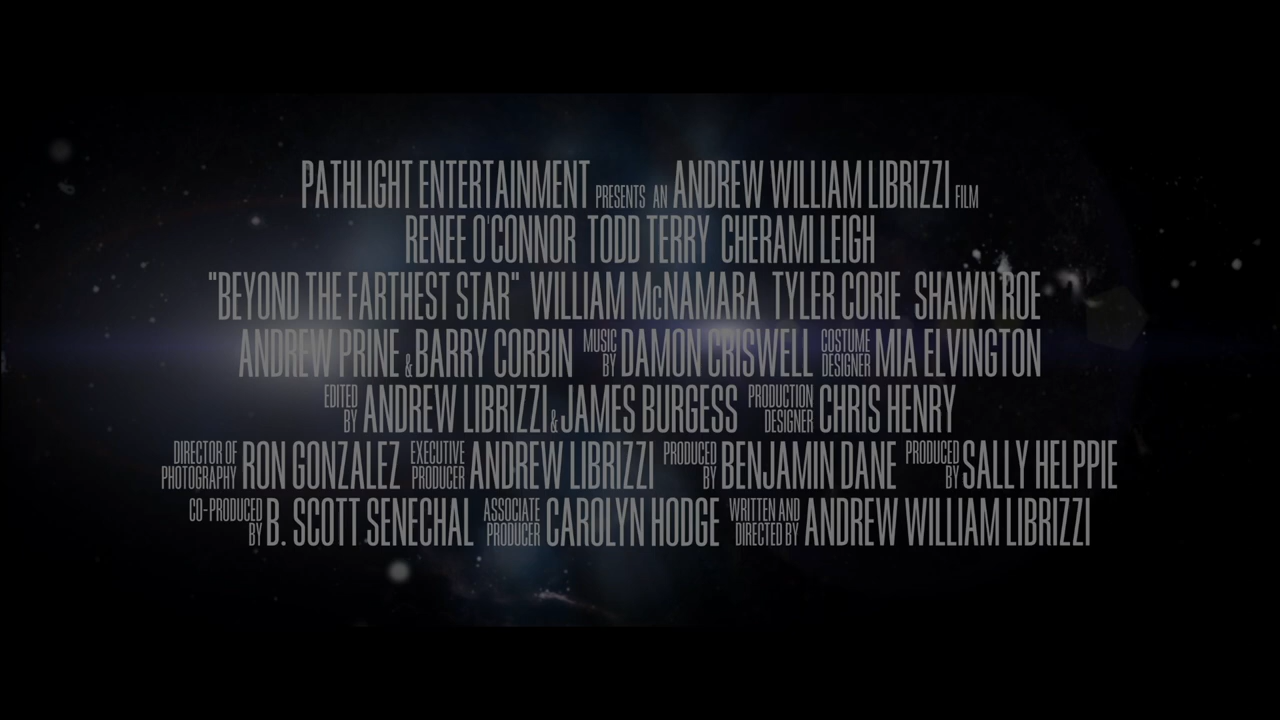 PATHLIGHT ENTERTAINMENT PRESENTS AN ANDREW WILLIAM LIBRIZZI FILM
RENEE O'CONNOR TODD TERRY CHERAMI LEIGH
"BEYOND THE FARTHEST STAR" WILLIAM McNAMARA TYLER CORIE SHAWN ROE
ANDREW PRINE & BARRY CORBIN MUSIC BY DAMON CRISWELL COSTUME DESIGNER MIA ELVINGTON
EDITED BY ANDREW LIBRIZZI & JAMES BURGESS PRODUCTION DESIGNER CHRIS HENRY
DIRECTOR OF PHOTOGRAPHY RON GONZALEZ EXECUTIVE PRODUCER ANDREW LIBRIZZI PRODUCED BY BENJAMIN DANE PRODUCED BY SALLY HELPPIE
CO-PRODUCED BY B. SCOTT SENECHAL ASSOCIATE PRODUCER CAROLYN HODGE WRITTEN AND DIRECTED BY ANDREW WILLIAM LIBRIZZI